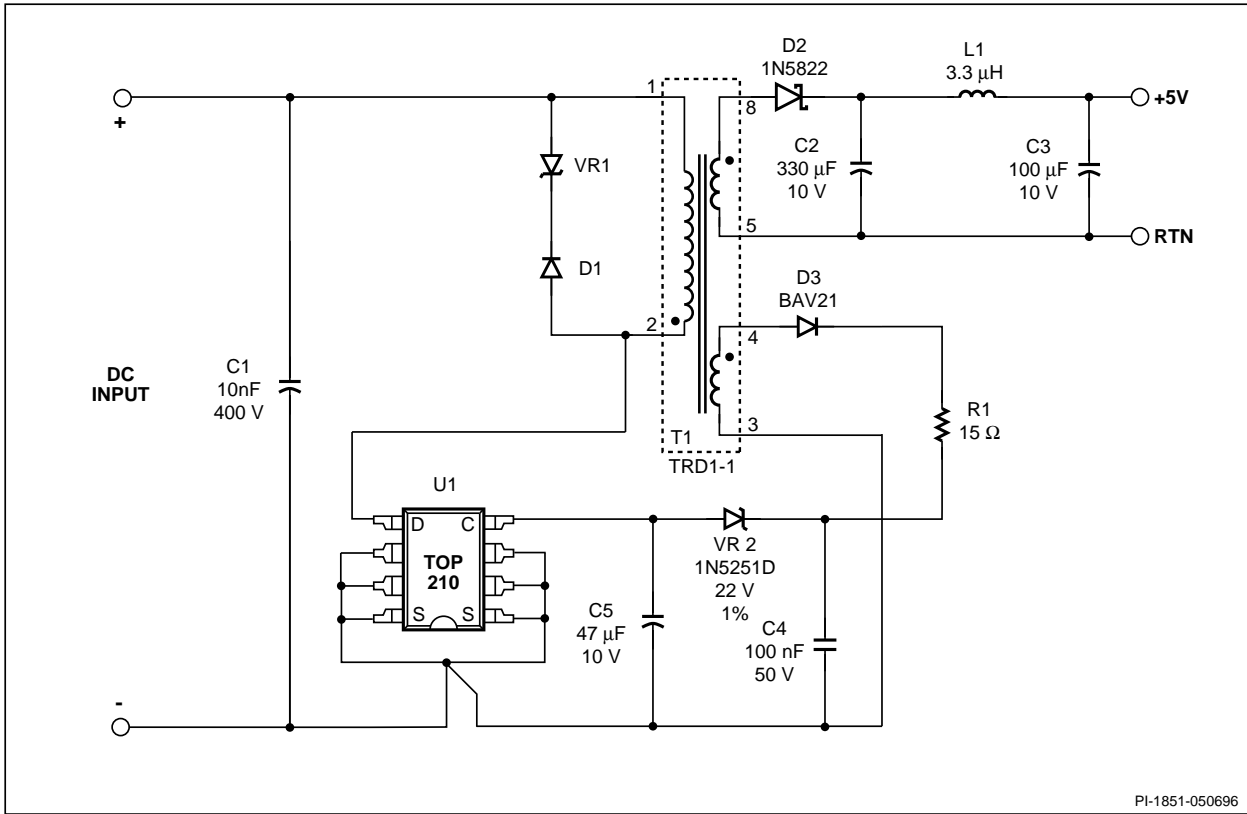 D2
1N5822
L1
3.3 µH
1
8
+5V
+
VR1
C2
330 µF
10 V
C3
100 µF
10 V
5
RTN
D1
D3
BAV21
2
4
DC
INPUT
C1
10nF
400 V
R1
15 Ω
T1
3
TRD1-1
U1
D C
TOP
210
S S
VR 2
1N5251D
22 V
1%
C5
47 µF
10 V
C4
100 nF
50 V
-
PI-1851-050696